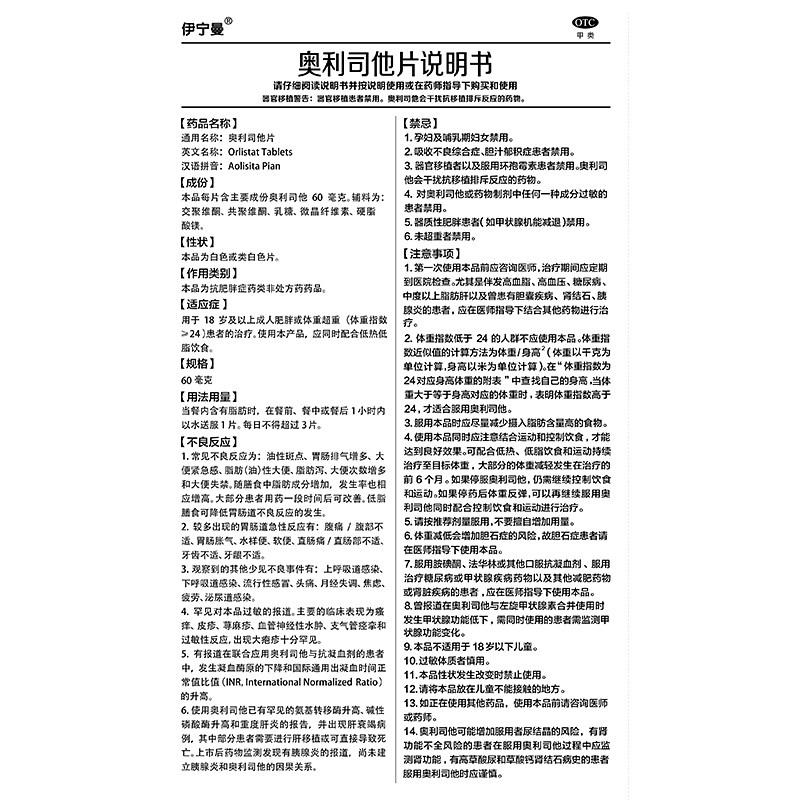 伊宁曼®
OTC
甲类
奥利司他片说明书
请仔细阅读说明书并按说明使用或在药师指导下购买和使用
器官移植警告：器官移植患者禁用。奥利司他会干扰抗移植排斥反应的药物。
【药品名称】
通用名称：奥利司他片
英文名称：Orlistat Tablets
汉语拼音：Aolisita Pian
【成份】
本品每片含主要成份奥利司他 60 毫克。辅料为：
交聚维酮、共聚维酮、乳糖、微晶纤维素、硬脂
酸镁。
【性状】
本品为白色或类白色片。
【作用类别】
本品为抗肥胖症药类非处方药药品。
【适应症】
用于 18 岁及以上成人肥胖或体重超重（体重指数
≥24）患者的治疗。使用本产品，应同时配合低热低
脂饮食。
【规格】
60 毫克
【用法用量】
当餐内含有脂肪时，在餐前、餐中或餐后 1 小时内
以水送服 1 片。每日不得超过 3 片。
【不良反应】
1. 常见不良反应为：油性斑点、胃肠排气增多、大
便紧急感、脂肪（油）性大便、脂肪泻、大便次数增多
和大便失禁。随膳食中脂肪成分增加，发生率也相
应增高。大部分患者用药一段时间后可改善。低脂
膳食可降低胃肠道不良反应的发生。
2. 较多出现的胃肠道急性反应有：腹痛 / 腹部不
适、胃肠胀气、水样便、软便、直肠痛 / 直肠部不适、
牙齿不适、牙龈不适。
3. 观察到的其他少见不良事件有：上呼吸道感染、
下呼吸道感染、流行性感冒、头痛、月经失调、焦虑、
疲劳、泌尿道感染。
4. 罕见对本品过敏的报道。主要的临床表现为瘙
痒、皮疹、荨麻疹、血管神经性水肿、支气管痉挛和
过敏性反应，出现大疱疹十分罕见。
5. 有报道在联合应用奥利司他与抗凝血剂的患者
中，发生凝血酶原的下降和国际通用出凝血时间正
常值比值（INR, International Normalized Ratio）
的升高。
6. 使用奥利司他已有罕见的氨基转移酶升高、碱性
磷酸酶升高和重度肝炎的报告，并出现肝衰竭病
例，其中部分患者需要进行肝移植或可直接导致死
亡。上市后药物监测发现有胰腺炎的报道，尚未建
立胰腺炎和奥利司他的因果关系。
【禁忌】
1. 孕妇及哺乳期妇女禁用。
2. 吸收不良综合症、胆汁郁积症患者禁用。
3. 器官移植者以及服用环孢霉素患者禁用。奥利司
他会干扰抗移植排斥反应的药物。
4. 对奥利司他或药物制剂中任何一种成分过敏的
患者禁用。
5. 器质性肥胖患者（如甲状腺机能减退）禁用。
6. 未超重者禁用。
【注意事项】
1. 第一次使用本品前应咨询医师，治疗期间应定期
到医院检查。尤其是伴发高血脂、高血压、糖尿病、
中度以上脂肪肝以及曾患有胆囊疾病、肾结石、胰
腺炎的患者，应在医师指导下结合其他药物进行治
疗。
2. 体重指数低于 24 的人群不应使用本品。体重指
数近似值的计算方法为体重/身高²（体重以千克为
单位计算，身高以米为单位计算）。在“体重指数为
24对应身高体重的附表”中查找自己的身高，当体
重大于等于身高对应的体重时，表明体重指数高于
24，才适合服用奥利司他。
3. 服用本品时应尽量减少摄入脂肪含量高的食物。
4. 使用本品同时应注意结合运动和控制饮食，才能
达到良好效果。可配合低热、低脂饮食和运动持续
治疗至目标体重，大部分的体重减轻发生在治疗的
前 6 个月。如果停服奥利司他，仍需继续控制饮食
和运动。如果停药后体重反弹，可以再继续服用奥
利司他同时配合控制饮食和运动进行治疗。
5. 请按推荐剂量服用，不要擅自增加用量。
6. 体重减低会增加胆石症的风险，故胆石症患者请
在医师指导下使用本品。
7. 服用胺碘酮、法华林或其他口服抗凝血剂、服用
治疗糖尿病或甲状腺疾病药物以及其他减肥药物
或肾脏疾病的患者，应在医师指导下使用本品。
8. 曾报道在奥利司他与左旋甲状腺素合并使用时
发生甲状腺功能低下，需同时使用的患者需监测甲
状腺功能变化。
9. 本品不适用于 18岁以下儿童。
10. 过敏体质者慎用。
11. 本品性状发生改变时禁止使用。
12. 请将本品放在儿童不能接触的地方。
13. 如正在使用其他药品，使用本品前请咨询医师
或药师。
14. 奥利司他可能增加服用者尿结晶的风险，有肾
功能不全风险的患者在服用奥利司他过程中应监
测肾功能，有高草酸尿和草酸钙肾结石病史的患者
服用奥利司他时应谨慎。